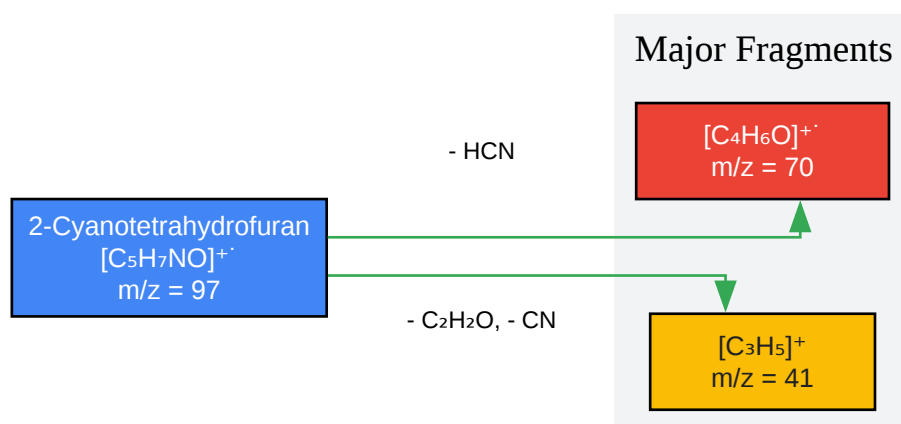 Major Fragments
[C₄H₆O]⁺˙
m/z = 70
- HCN
2-Cyanotetrahydrofuran
[C₅H₇NO]⁺˙
m/z = 97
- C₂H₂O, - CN
[C₃H₅]⁺
m/z = 41